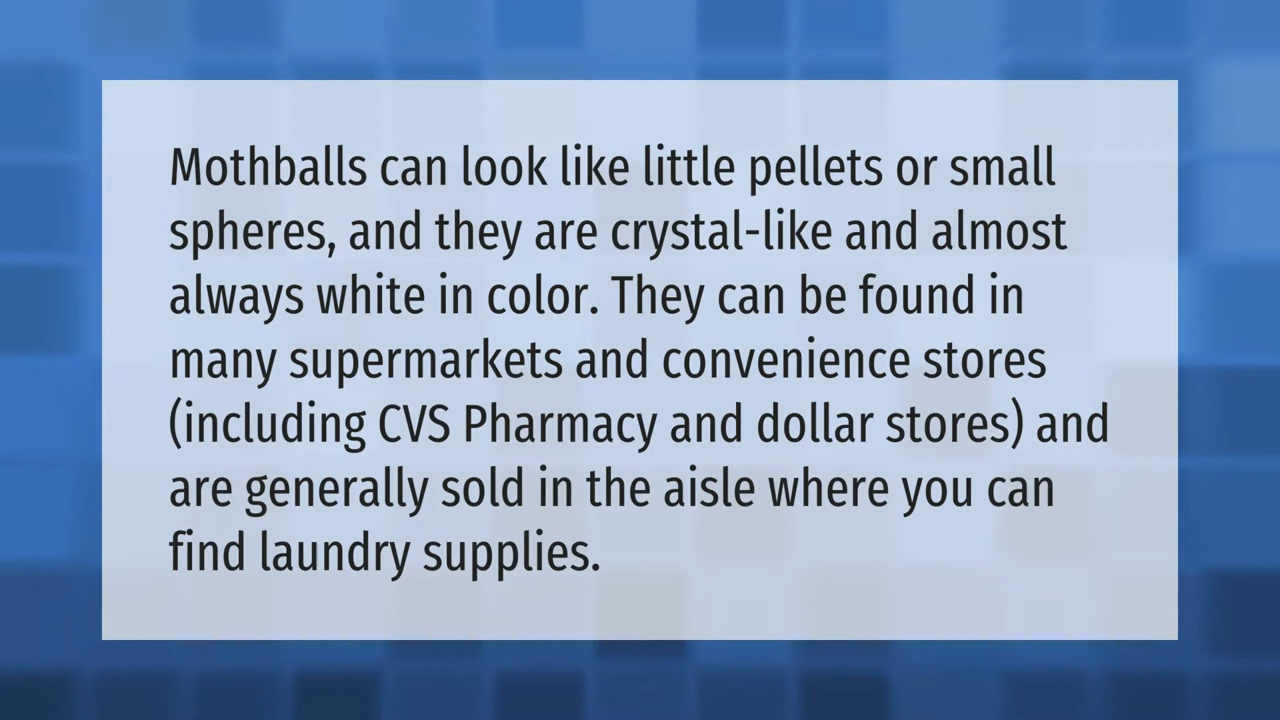 Mothballs can look like little pellets or small
spheres, and they are crystal-like and almost
always white in color. They can be found in
many supermarkets and convenience stores
(including CVS Pharmacy and dollar stores) and
are generally sold in the aisle where you can
find laundry supplies.